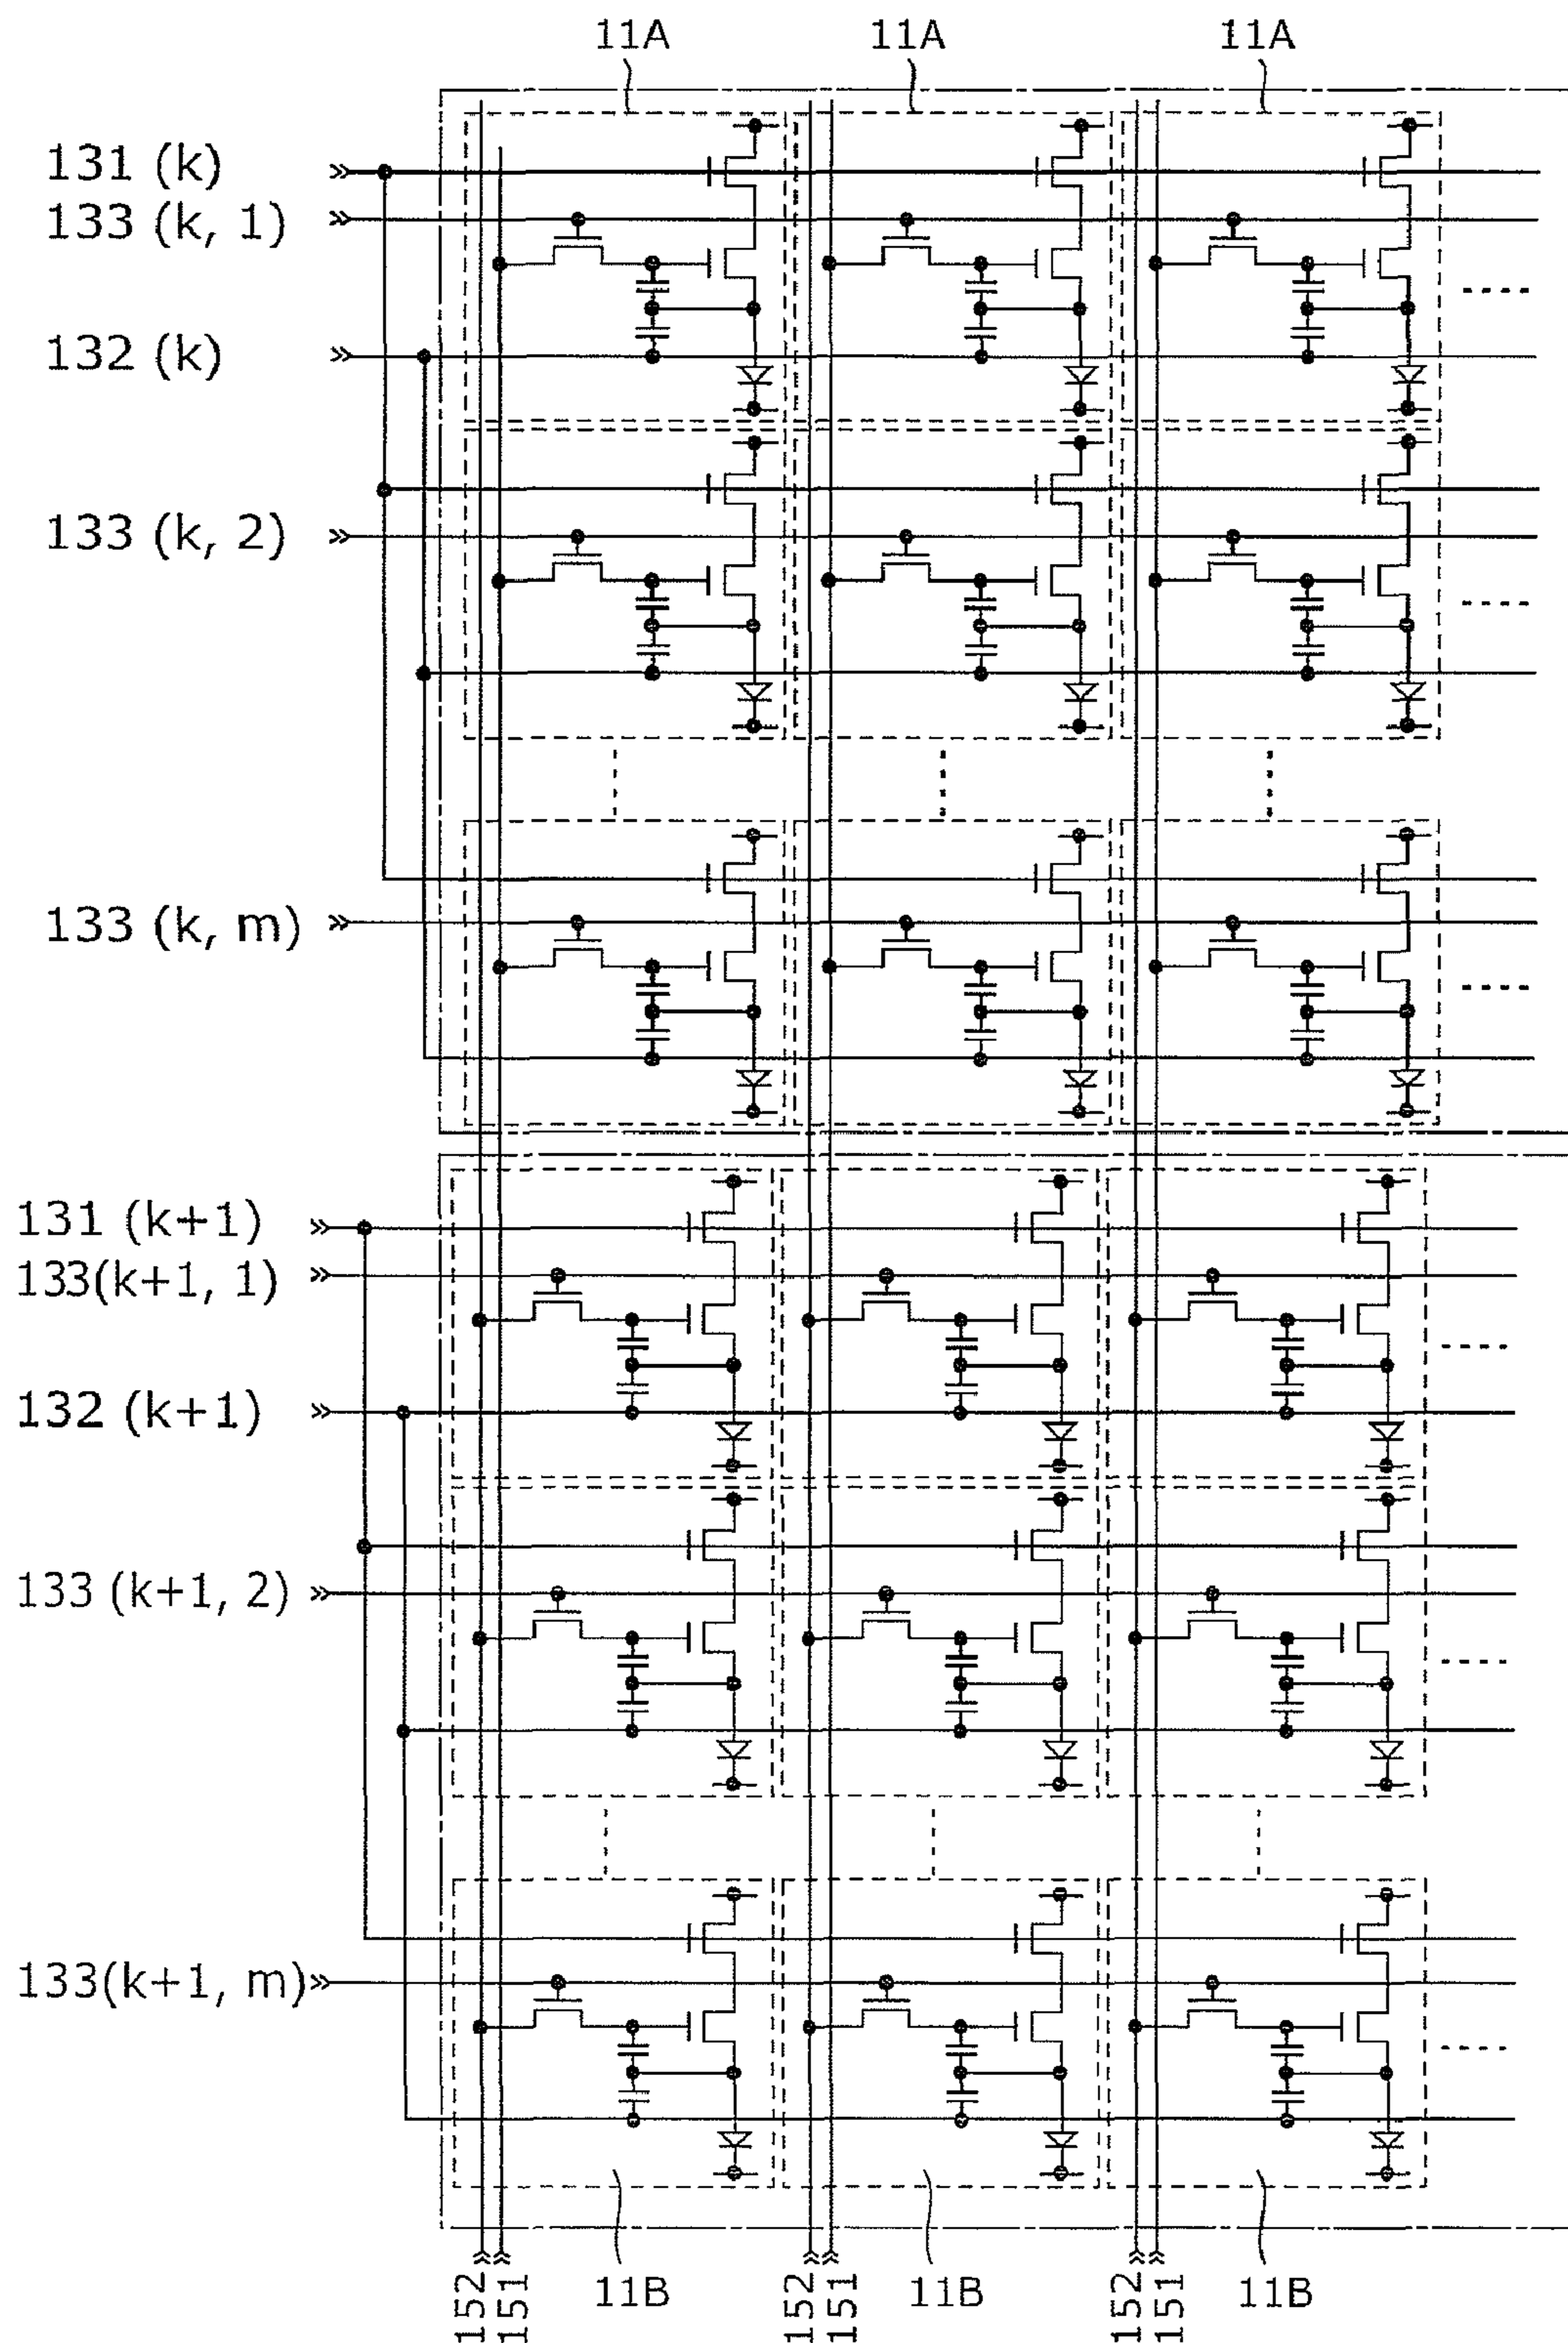 11A 11A 11A
131 (k)
133 (k, 1)
132 (k)
133 (k, 2)
133 (k, m)
131 (k+1)
133(k+1, 1)
132 (k+1)
133 (k+1, 2)
133(k+1, m)
152 151 11B 152 151 11B 152 151 11B